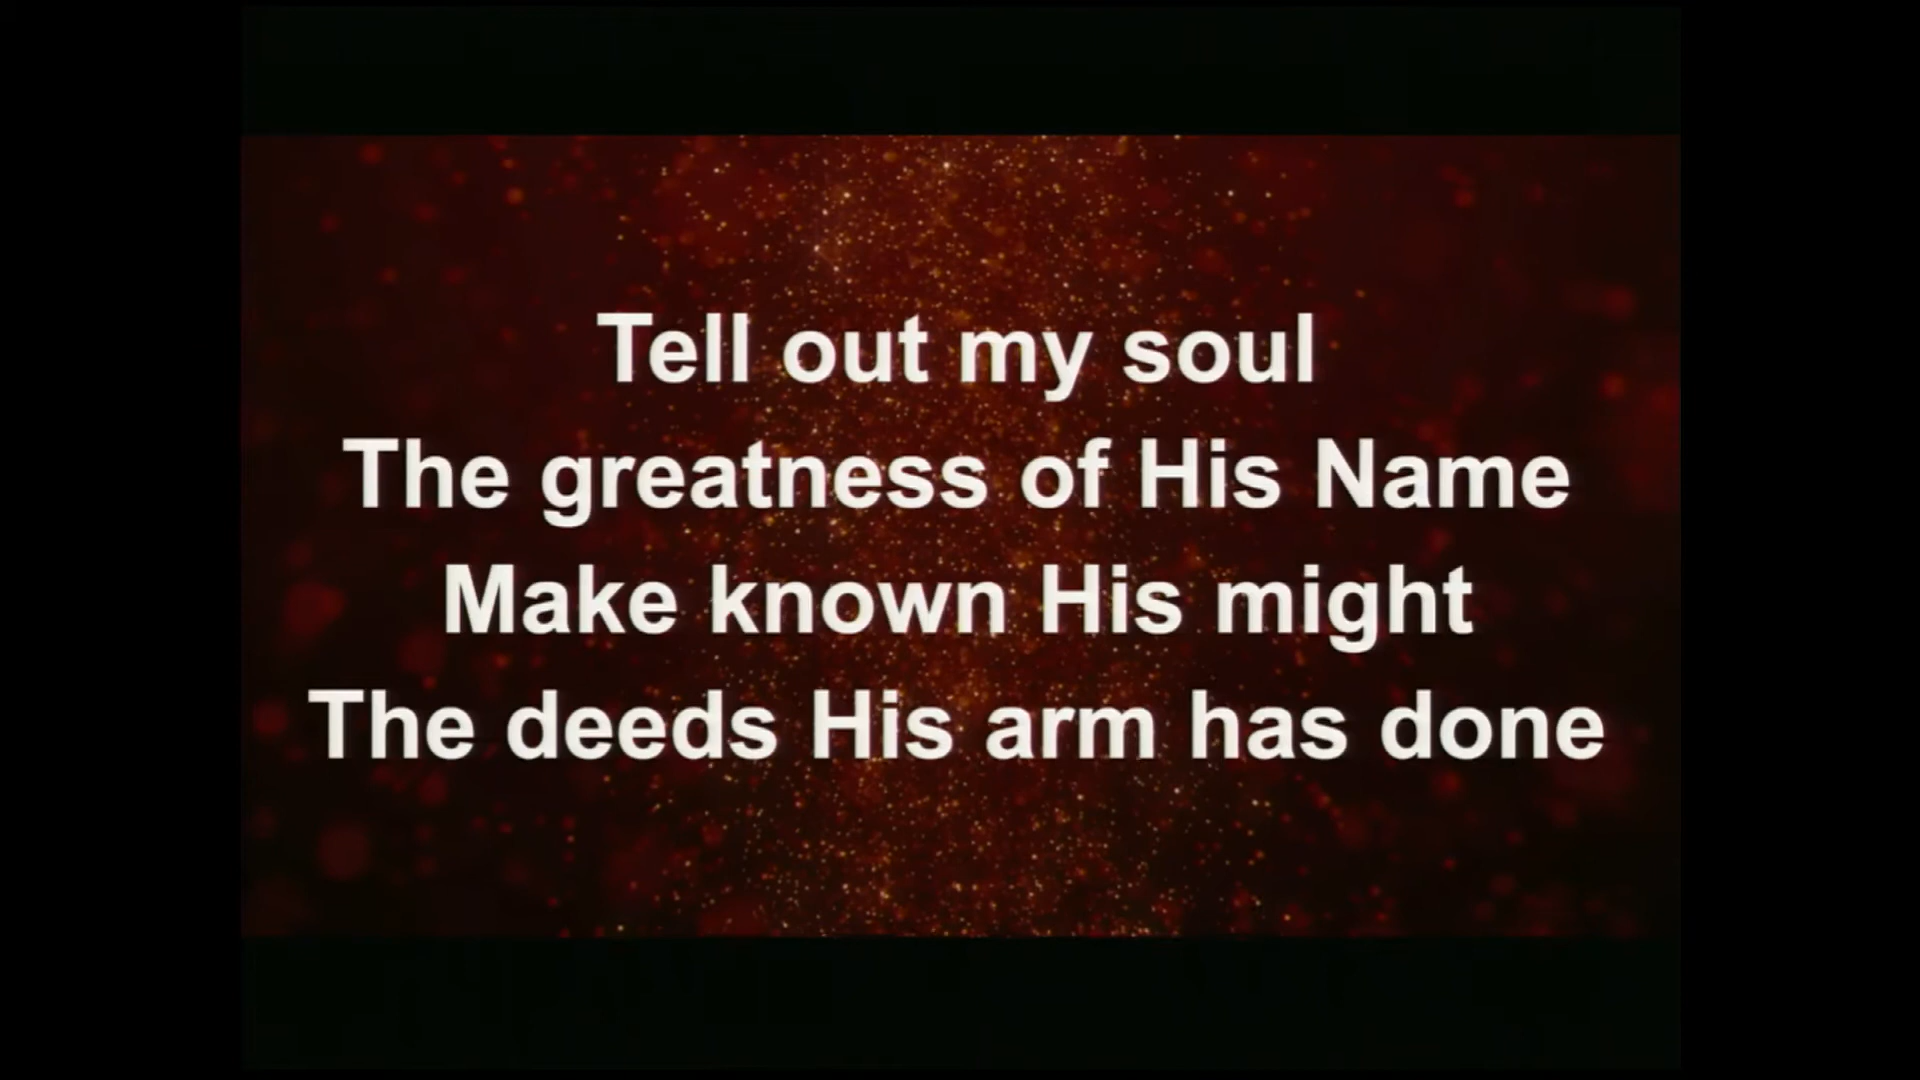 Tell out my soul
The greatness of His Name
Make known His might
The deeds His arm has done